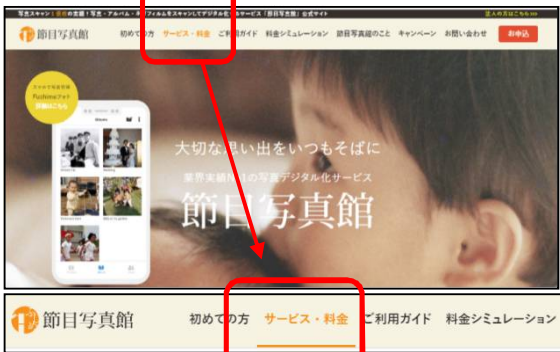 写真スキャン
の実績!写真・アルバム・ネガフィルムをスキャンしてデジタル化するサービス「節目写真館」公式サイト
法人の方はこちら>>
節目写真館
初めての方 サービス・料金 ご利用ガイド 料金シミュレーション 節目写真館のこと キャンペーン お問い合わせ お申込
Fushimeフォト
詳細はこちら
大切な思い出をいつもそばに
業界実績No.1の写真デジタル化サービス
節目写真館
節目写真館 初めての方 サービス・料金 ご利用ガイド 料金シミュレーション